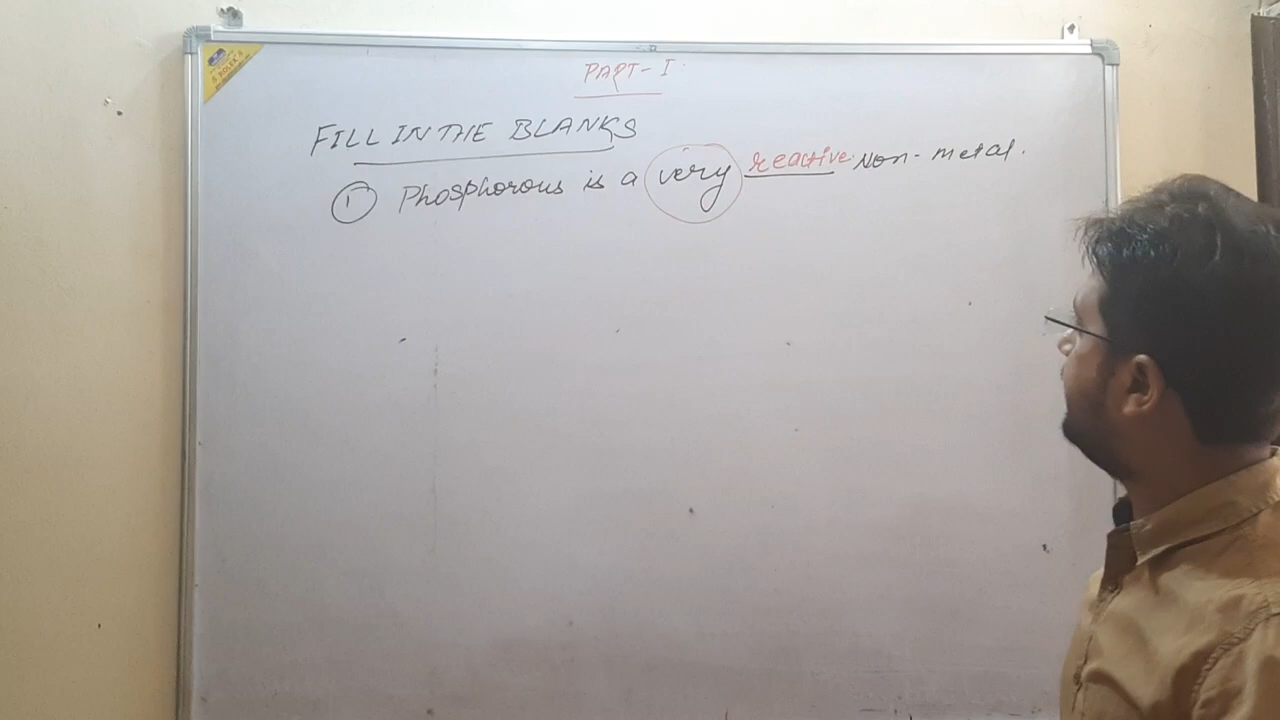 PART-I
FILL IN THE BLANKS
① Phosphorous is a very reactive Non-metal.